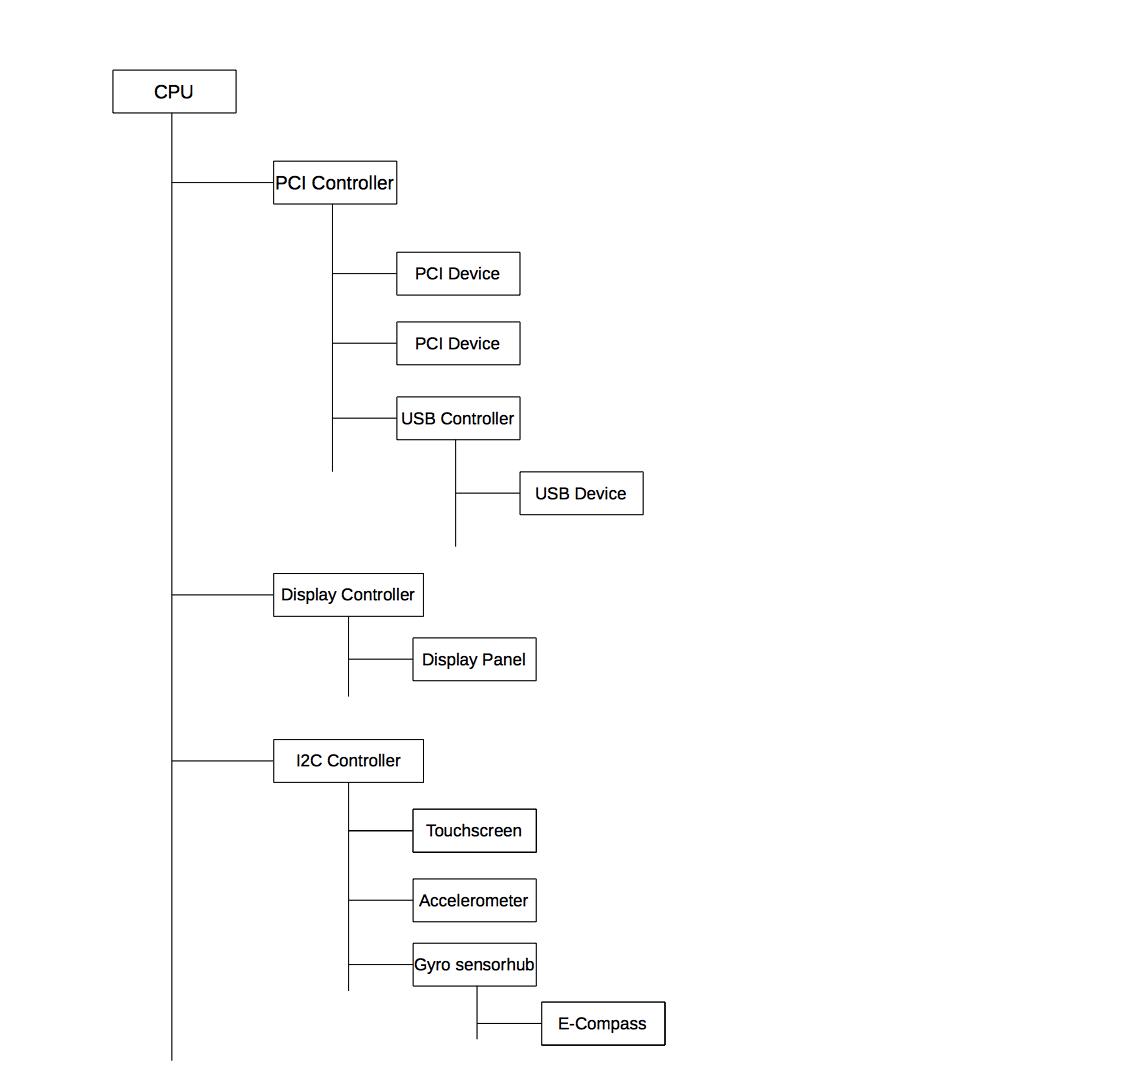 CPU
PCI Controller
PCI Device
PCI Device
USB Controller
USB Device
Display Controller
Display Panel
I2C Controller
Touchscreen
Accelerometer
Gyro sensorhub
E-Compass